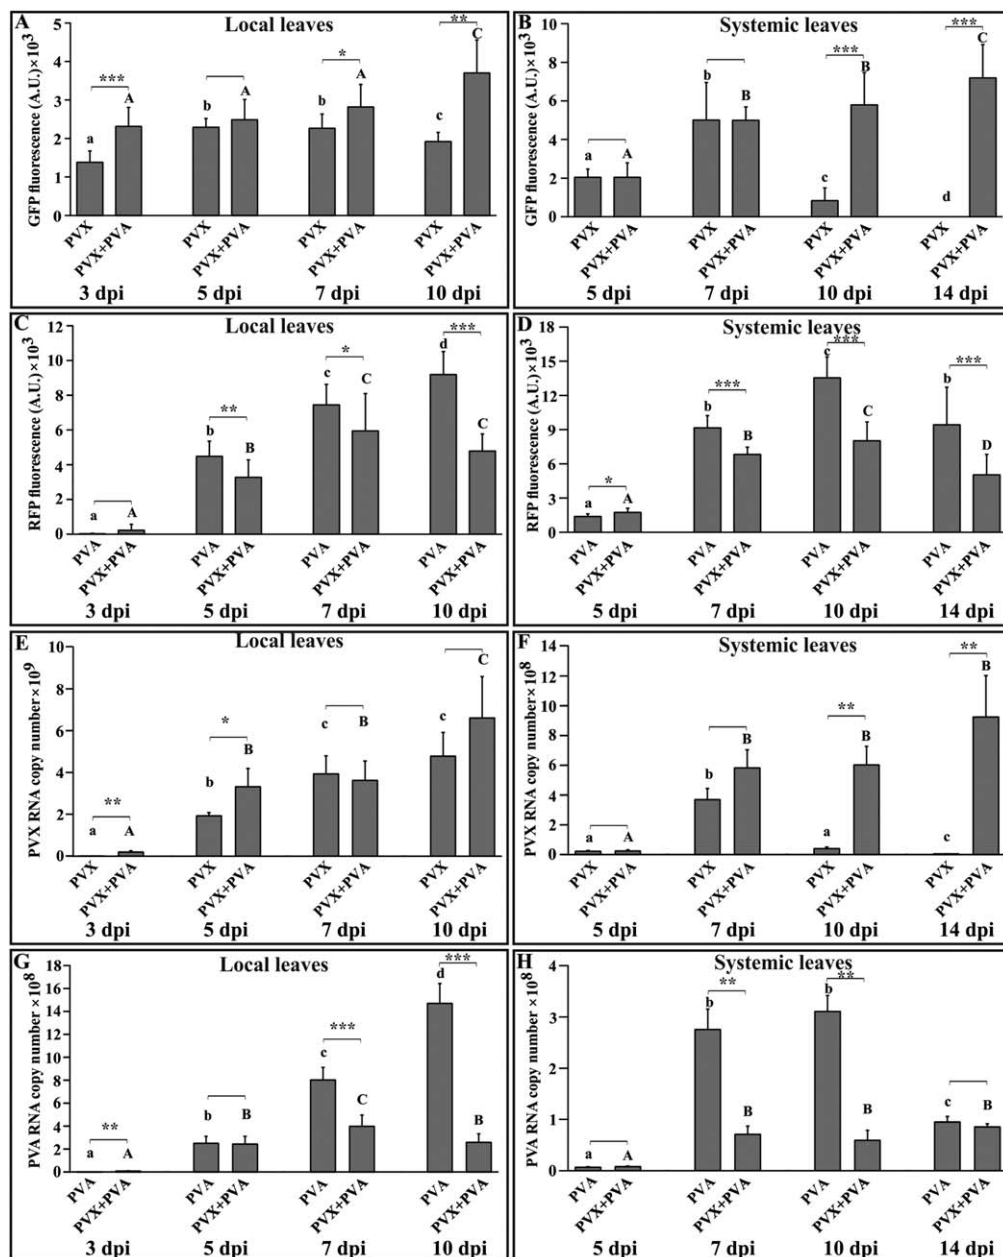 A
Local leaves
GFP fluorescence (A.U.)×10³
5
4
3
2
1
0
***
*
**
a
A
b
A
b
A
c
C
PVX
PVX+PVA
PVX
PVX+PVA
PVX
PVX+PVA
PVX
PVX+PVA
3 dpi
5 dpi
7 dpi
10 dpi
B
Systemic leaves
GFP fluorescence (A.U.)×10³
10
8
6
4
2
0
***
***
a
A
b
B
c
B
d
C
PVX
PVX+PVA
PVX
PVX+PVA
PVX
PVX+PVA
PVX
PVX+PVA
5 dpi
7 dpi
10 dpi
14 dpi
C
Local leaves
RFP fluorescence (A.U.)×10³
12
10
8
6
4
2
0
**
*
***
a
A
b
B
c
C
d
C
PVA
PVX+PVA
PVA
PVX+PVA
PVA
PVX+PVA
PVA
PVX+PVA
3 dpi
5 dpi
7 dpi
10 dpi
D
Systemic leaves
RFP fluorescence (A.U.)×10³
18
15
12
9
6
3
0
*
***
***
***
a
A
b
B
c
C
b
D
PVA
PVX+PVA
PVA
PVX+PVA
PVA
PVX+PVA
PVA
PVX+PVA
5 dpi
7 dpi
10 dpi
14 dpi
E
Local leaves
PVX RNA copy number×10⁹
10
8
6
4
2
0
**
*
a
A
b
B
c
B
c
C
PVX
PVX+PVA
PVX
PVX+PVA
PVX
PVX+PVA
PVX
PVX+PVA
3 dpi
5 dpi
7 dpi
10 dpi
F
Systemic leaves
PVX RNA copy number×10⁸
14
12
10
8
6
4
2
0
**
**
a
A
b
B
a
B
c
B
PVX
PVX+PVA
PVX
PVX+PVA
PVX
PVX+PVA
PVX
PVX+PVA
5 dpi
7 dpi
10 dpi
14 dpi
G
Local leaves
PVA RNA copy number ×10⁸
18
16
14
12
10
8
6
4
2
0
**
***
***
a
A
b
B
c
C
d
B
PVA
PVX+PVA
PVA
PVX+PVA
PVA
PVX+PVA
PVA
PVX+PVA
3 dpi
5 dpi
7 dpi
10 dpi
H
Systemic leaves
PVA RNA copy number ×10⁸
4
3
2
1
0
**
**
a
A
b
B
b
B
c
B
PVA
PVX+PVA
PVA
PVX+PVA
PVA
PVX+PVA
PVA
PVX+PVA
5 dpi
7 dpi
10 dpi
14 dpi